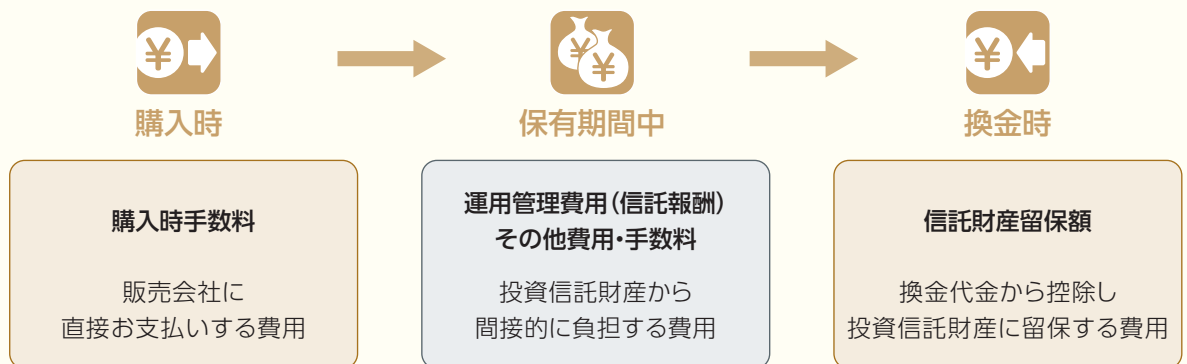 ¥
¥
¥
¥
購入時
保有期間中
換金時
購入時手数料
販売会社に
直接お支払いする費用
運用管理費用(信託報酬)
その他費用・手数料
投資信託財産から
間接的に負担する費用
信託財産留保額
換金代金から控除し
投資信託財産に留保する費用